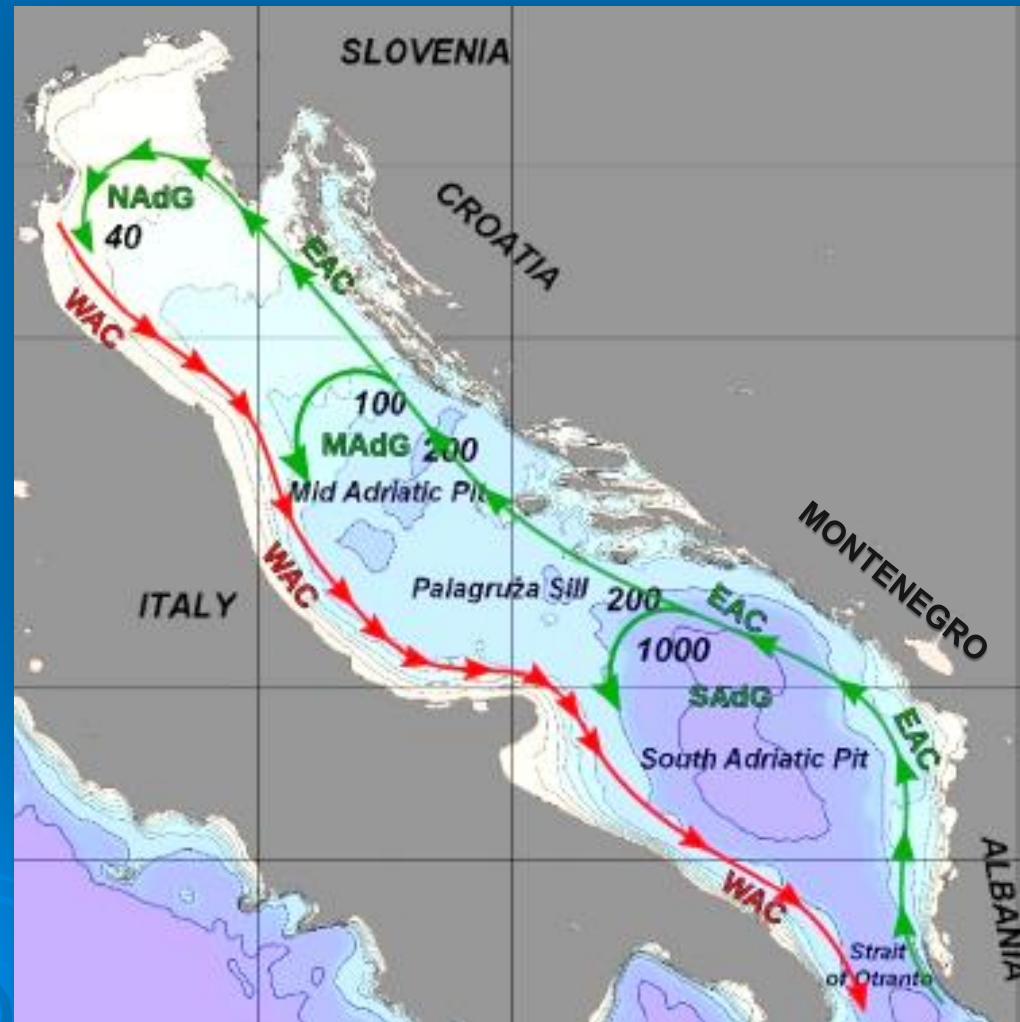 SLOVENIA
NAdG
40
CROATIA
EAC
WAC
100
MAdG 200
Mid Adriatic Pit
MONTENEGRO
WAC
ITALY
Palagruža Sill
200
EAC
1000
SAdG
EAC
South Adriatic Pit
ALBANIA
WAC
Strait
of Otranto